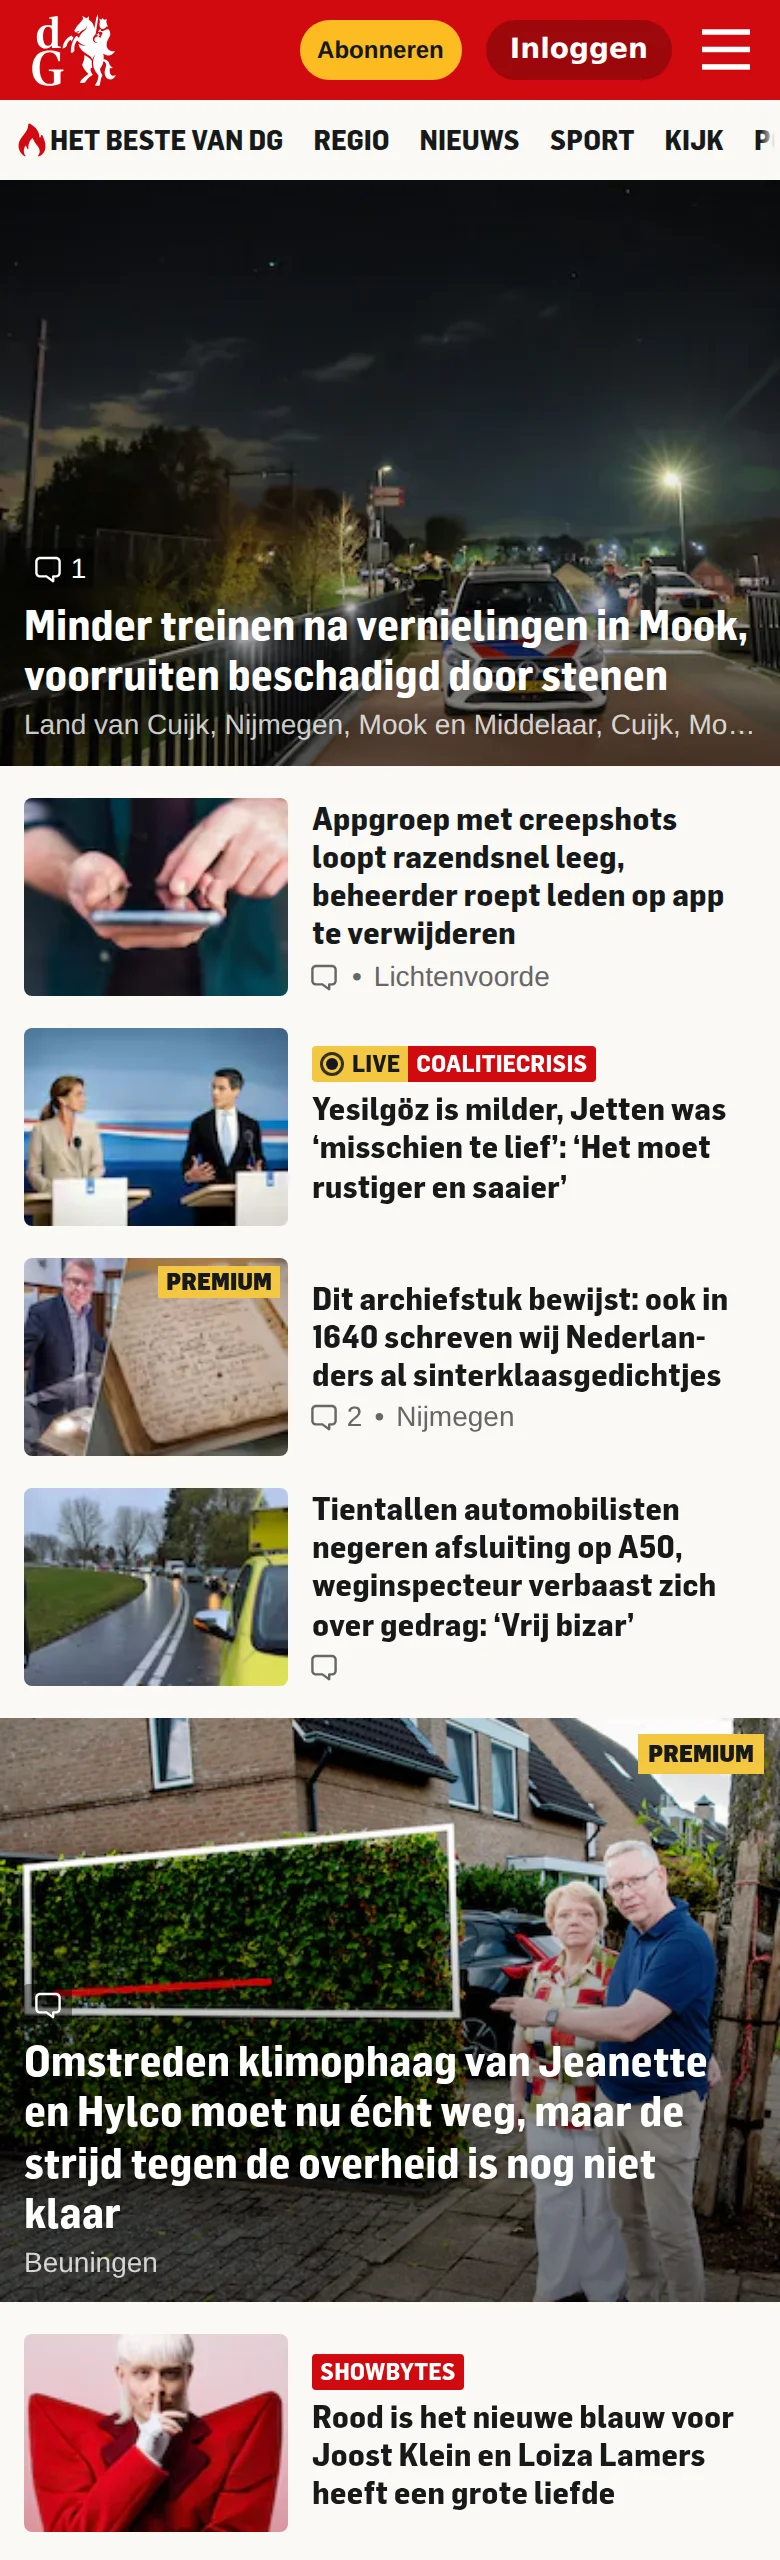 dG
Abonneren
Inloggen
HET BESTE VAN DG
REGIO
NIEUWS
SPORT
KIJK
1
Minder treinen na vernielingen in Mook,
voorruiten beschadigd door stenen
Land van Cuijk, Nijmegen, Mook en Middelaar, Cuijk, Mo…
Appgroep met creepshots
loopt razendsnel leeg,
beheerder roept leden op app
te verwijderen
• Lichtenvoorde
LIVE COALITIECRISIS
Yesilgöz is milder, Jetten was
‘misschien te lief’: ‘Het moet
rustiger en saaier’
PREMIUM
Dit archiefstuk bewijst: ook in
1640 schreven wij Nederlan-
ders al sinterklaasgedichtjes
2 • Nijmegen
Tientallen automobilisten
negeren afsluiting op A50,
weginspecteur verbaast zich
over gedrag: ‘Vrij bizar’
PREMIUM
Omstreden klimophaag van Jeanette
en Hylco moet nu écht weg, maar de
strijd tegen de overheid is nog niet
klaar
Beuningen
SHOWBYTES
Rood is het nieuwe blauw voor
Joost Klein en Loiza Lamers
heeft een grote liefde